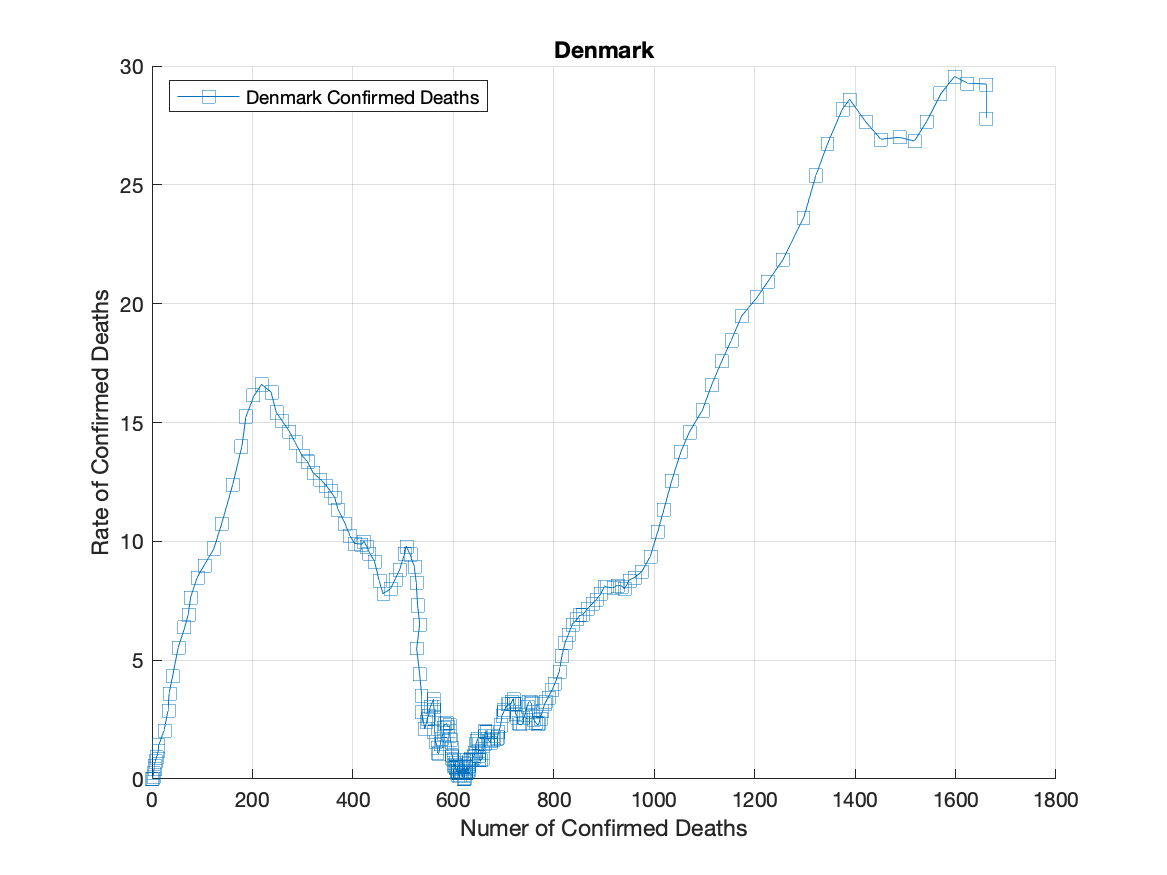 Denmark
Denmark Confirmed Deaths
Rate of Confirmed Deaths
30
25
20
15
10
5
0
0 200 400 600 800 1000 1200 1400 1600 1800
Numer of Confirmed Deaths